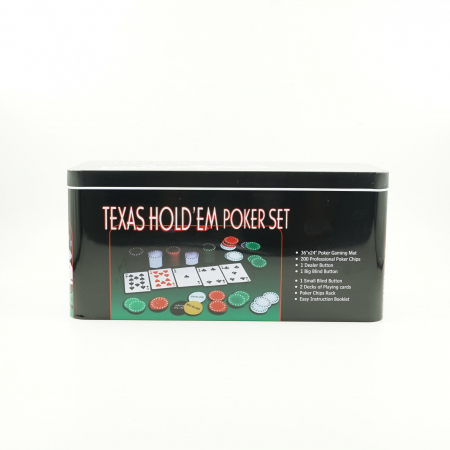 TEXAS HOLD'EM POKER SET
• 36"x24" Poker Gaming Mat
• 200 Professional Poker Chips
• 1 Dealer Button
• 1 Big Blind Button
• 1 Small Blind Button
• 2 Decks of Playing cards
• Poker Chips Rack
• Easy Instruction Booklet